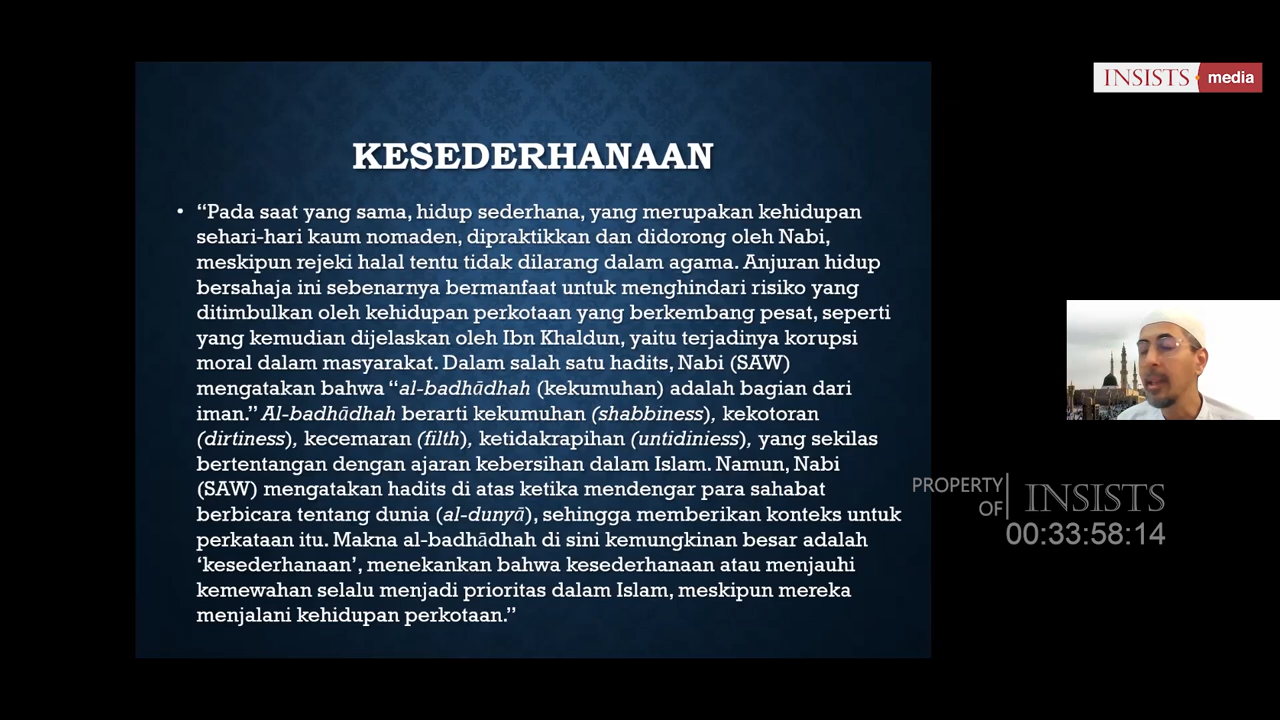 INSISTS media
KESEDERHANAAN
• “Pada saat yang sama, hidup sederhana, yang merupakan kehidupan
sehari-hari kaum nomaden, dipraktikkan dan didorong oleh Nabi,
meskipun rejeki halal tentu tidak dilarang dalam agama. Anjuran hidup
bersahaja ini sebenarnya bermanfaat untuk menghindari risiko yang
ditimbulkan oleh kehidupan perkotaan yang berkembang pesat, seperti
yang kemudian dijelaskan oleh Ibn Khaldun, yaitu terjadinya korupsi
moral dalam masyarakat. Dalam salah satu hadits, Nabi (SAW)
mengatakan bahwa “al-badhādhah (kekumuhan) adalah bagian dari
iman.” Al-badhādhah berarti kekumuhan (shabbiness), kekotoran
(dirtiness), kecemaran (filth), ketidakrapihan (untidiniess), yang sekilas
bertentangan dengan ajaran kebersihan dalam Islam. Namun, Nabi
(SAW) mengatakan hadits di atas ketika mendengar para sahabat
berbicara tentang dunia (al-dunyā), sehingga memberikan konteks untuk
perkataan itu. Makna al-badhādhah di sini kemungkinan besar adalah
‘kesederhanaan’, menekankan bahwa kesederhanaan atau menjauhi
kemewahan selalu menjadi prioritas dalam Islam, meskipun mereka
menjalani kehidupan perkotaan.”
PROPERTY
OF
INSISTS
00:33:58:14